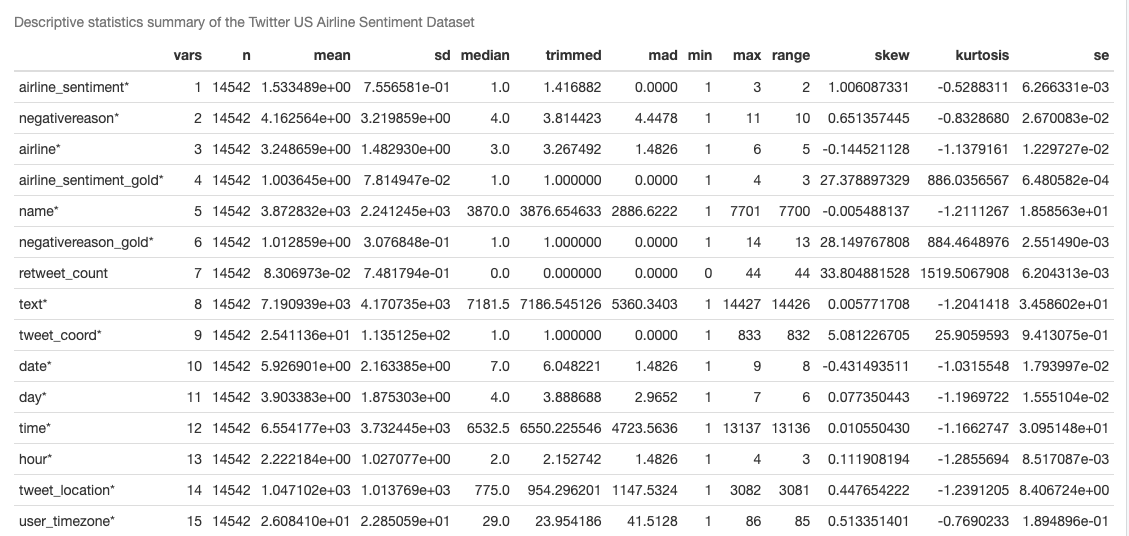 Descriptive statistics summary of the Twitter US Airline Sentiment Dataset
vars n mean sd median trimmed mad min max range skew kurtosis se
airline_sentiment* 1 14542 1.533489e+00 7.556581e-01 1.0 1.416882 0.0000 1 3 2 1.006087331 -0.5288311 6.266331e-03
negativereason* 2 14542 4.162564e+00 3.219859e+00 4.0 3.814423 4.4478 1 11 10 0.651357445 -0.8328680 2.670083e-02
airline* 3 14542 3.248659e+00 1.482930e+00 3.0 3.267492 1.4826 1 6 5 -0.144521128 -1.1379161 1.229727e-02
airline_sentiment_gold* 4 14542 1.003645e+00 7.814947e-02 1.0 1.000000 0.0000 1 4 3 27.378897329 886.0356567 6.480582e-04
name* 5 14542 3.872832e+03 2.241245e+03 3870.0 3876.654633 2886.6222 1 7701 7700 -0.005488137 -1.2111267 1.858563e+01
negativereason_gold* 6 14542 1.012859e+00 3.076848e-01 1.0 1.000000 0.0000 1 14 13 28.149767808 884.4648976 2.551490e-03
retweet_count 7 14542 8.306973e-02 7.481794e-01 0.0 0.000000 0.0000 0 44 44 33.804881528 1519.5067908 6.204313e-03
text* 8 14542 7.190939e+03 4.170735e+03 7181.5 7186.545126 5360.3403 1 14427 14426 0.005771708 -1.2041418 3.458602e+01
tweet_coord* 9 14542 2.541136e+01 1.135125e+02 1.0 1.000000 0.0000 1 833 832 5.081226705 25.9059593 9.413075e-01
date* 10 14542 5.926901e+00 2.163385e+00 7.0 6.048221 1.4826 1 9 8 -0.431493511 -1.0315548 1.793997e-02
day* 11 14542 3.903383e+00 1.875303e+00 4.0 3.888688 2.9652 1 7 6 0.077350443 -1.1969722 1.555104e-02
time* 12 14542 6.554177e+03 3.732445e+03 6532.5 6550.225546 4723.5636 1 13137 13136 0.010550430 -1.1662747 3.095148e+01
hour* 13 14542 2.222184e+00 1.027077e+00 2.0 2.152742 1.4826 1 4 3 0.111908194 -1.2855694 8.517087e-03
tweet_location* 14 14542 1.047102e+03 1.013769e+03 775.0 954.296201 1147.5324 1 3082 3081 0.447654222 -1.2391205 8.406724e+00
user_timezone* 15 14542 2.608410e+01 2.285059e+01 29.0 23.954186 41.5128 1 86 85 0.513351401 -0.7690233 1.894896e-01